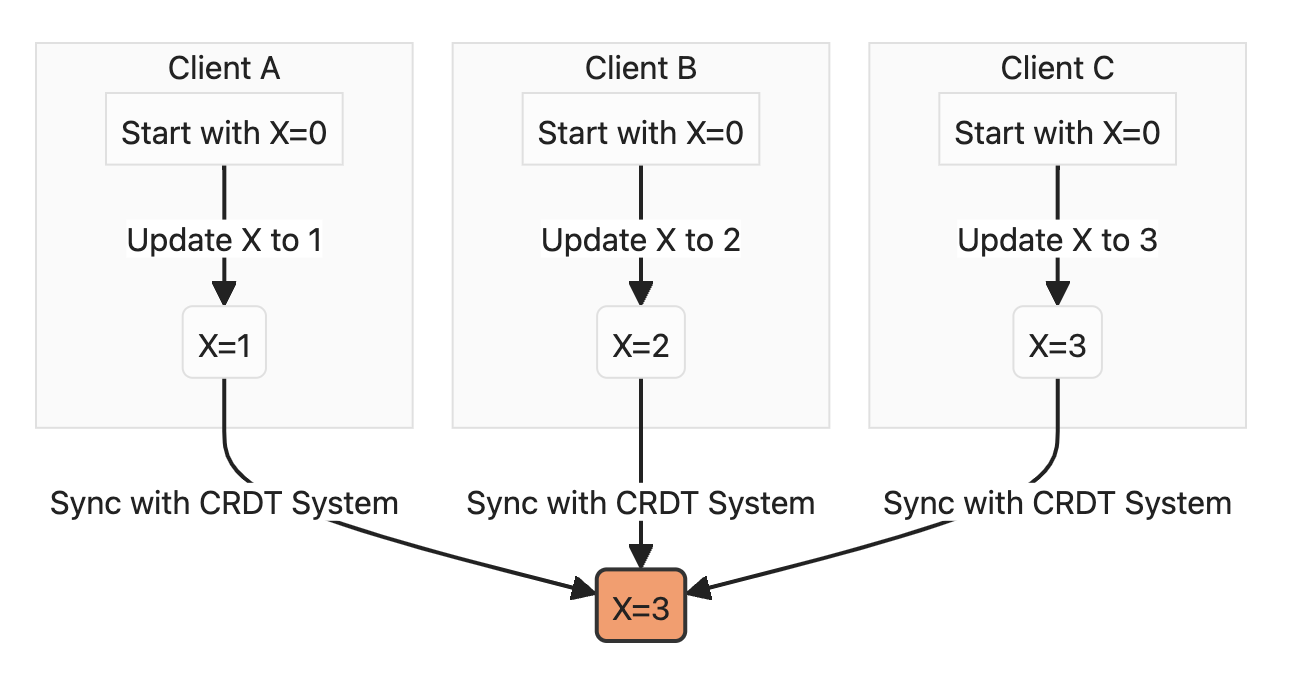 Client A
Start with X=0
Update X to 1
X=1
Sync with CRDT System
Client B
Start with X=0
Update X to 2
X=2
Sync with CRDT System
Client C
Start with X=0
Update X to 3
X=3
Sync with CRDT System
X=3